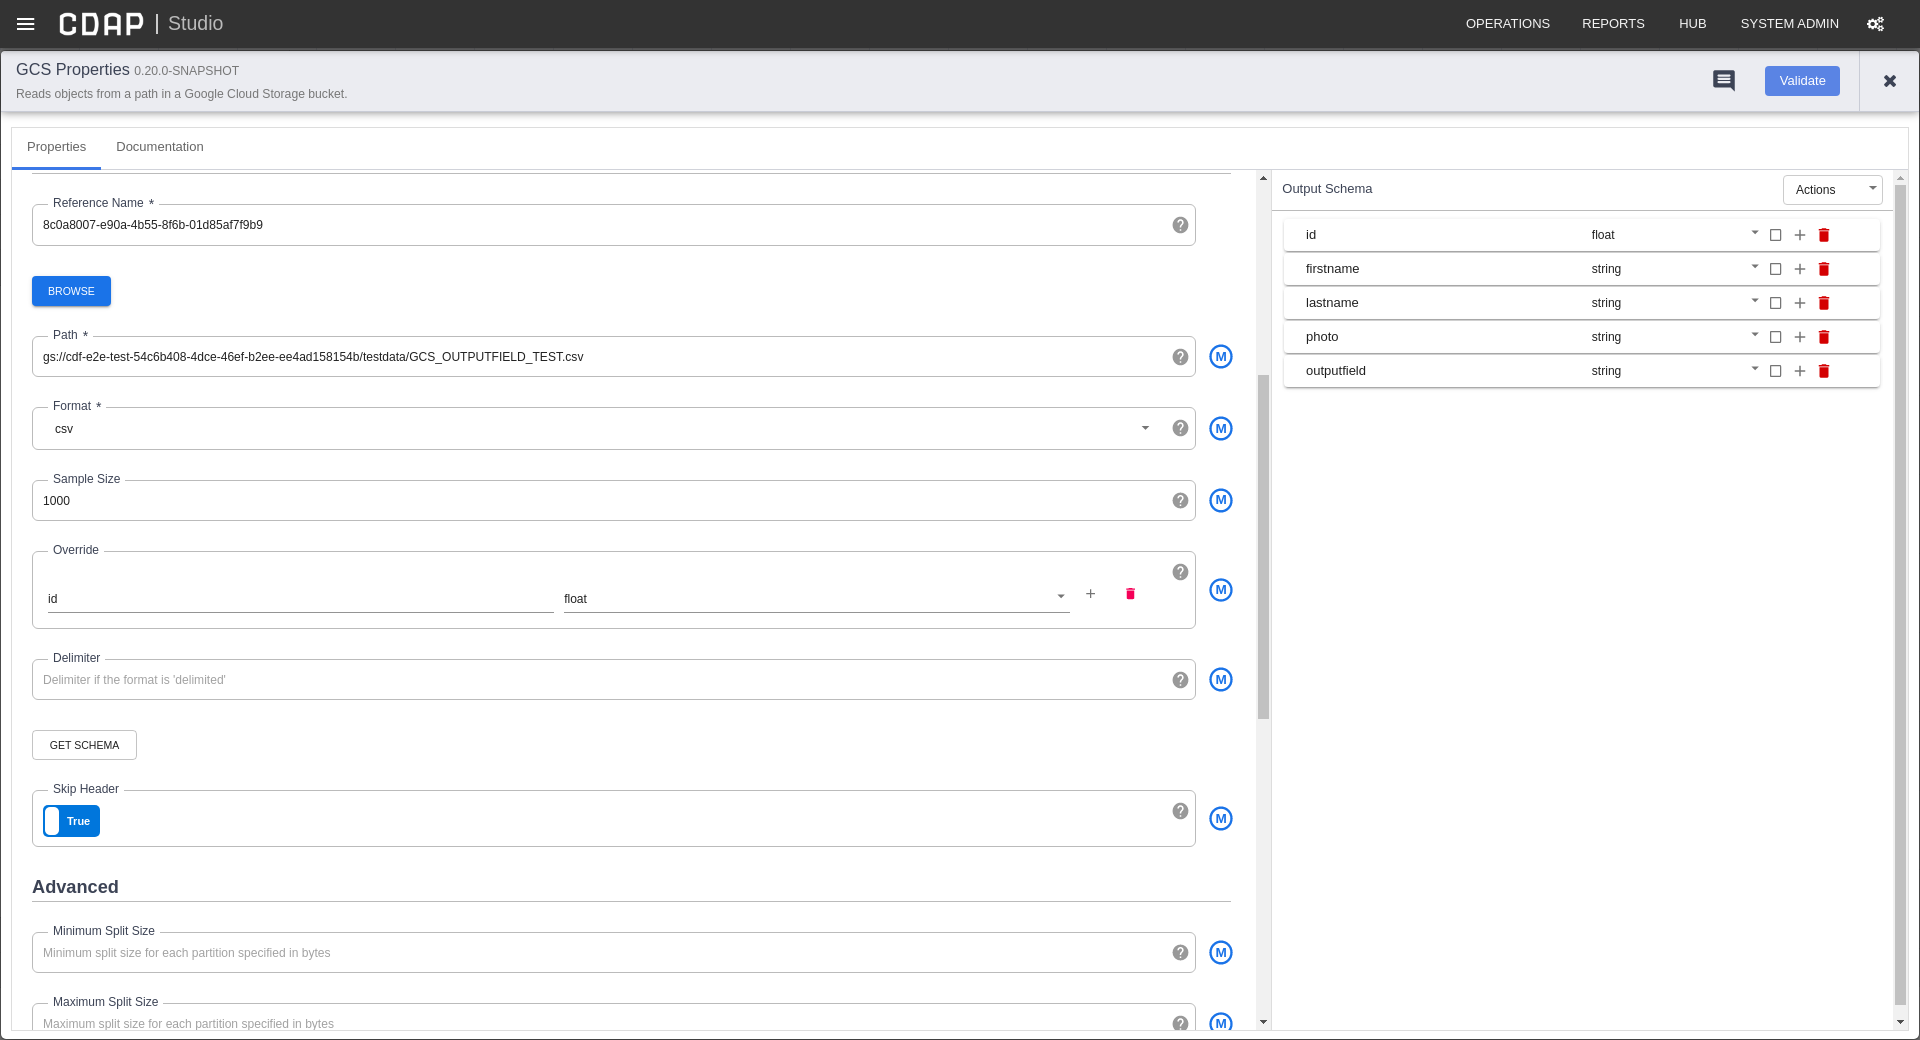 CDAP | Studio OPERATIONS REPORTS HUB SYSTEM ADMIN
GCS Properties 0.20.0-SNAPSHOT
Reads objects from a path in a Google Cloud Storage bucket.
Validate
Properties Documentation
Reference Name *
8c0a8007-e90a-4b55-8f6b-01d85af7f9b9
BROWSE
Path *
gs://cdf-e2e-test-54c6b408-4dce-46ef-b2ee-ee4ad158154b/testdata/GCS_OUTPUTFIELD_TEST.csv
M
Format *
csv
M
Sample Size
1000
M
Override
id float
M
Delimiter
Delimiter if the format is 'delimited'
M
GET SCHEMA
Skip Header
True
M
Advanced
Minimum Split Size
Minimum split size for each partition specified in bytes
M
Maximum Split Size
Maximum split size for each partition specified in bytes
M
Output Schema Actions
id float
firstname string
lastname string
photo string
outputfield string